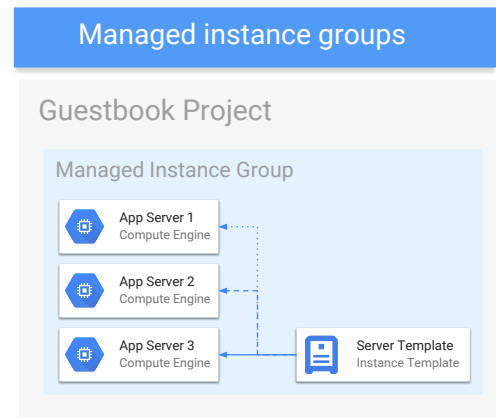 Managed instance groups
Guestbook Project
Managed Instance Group
App Server 1
Compute Engine
App Server 2
Compute Engine
App Server 3
Compute Engine
Server Template
Instance Template